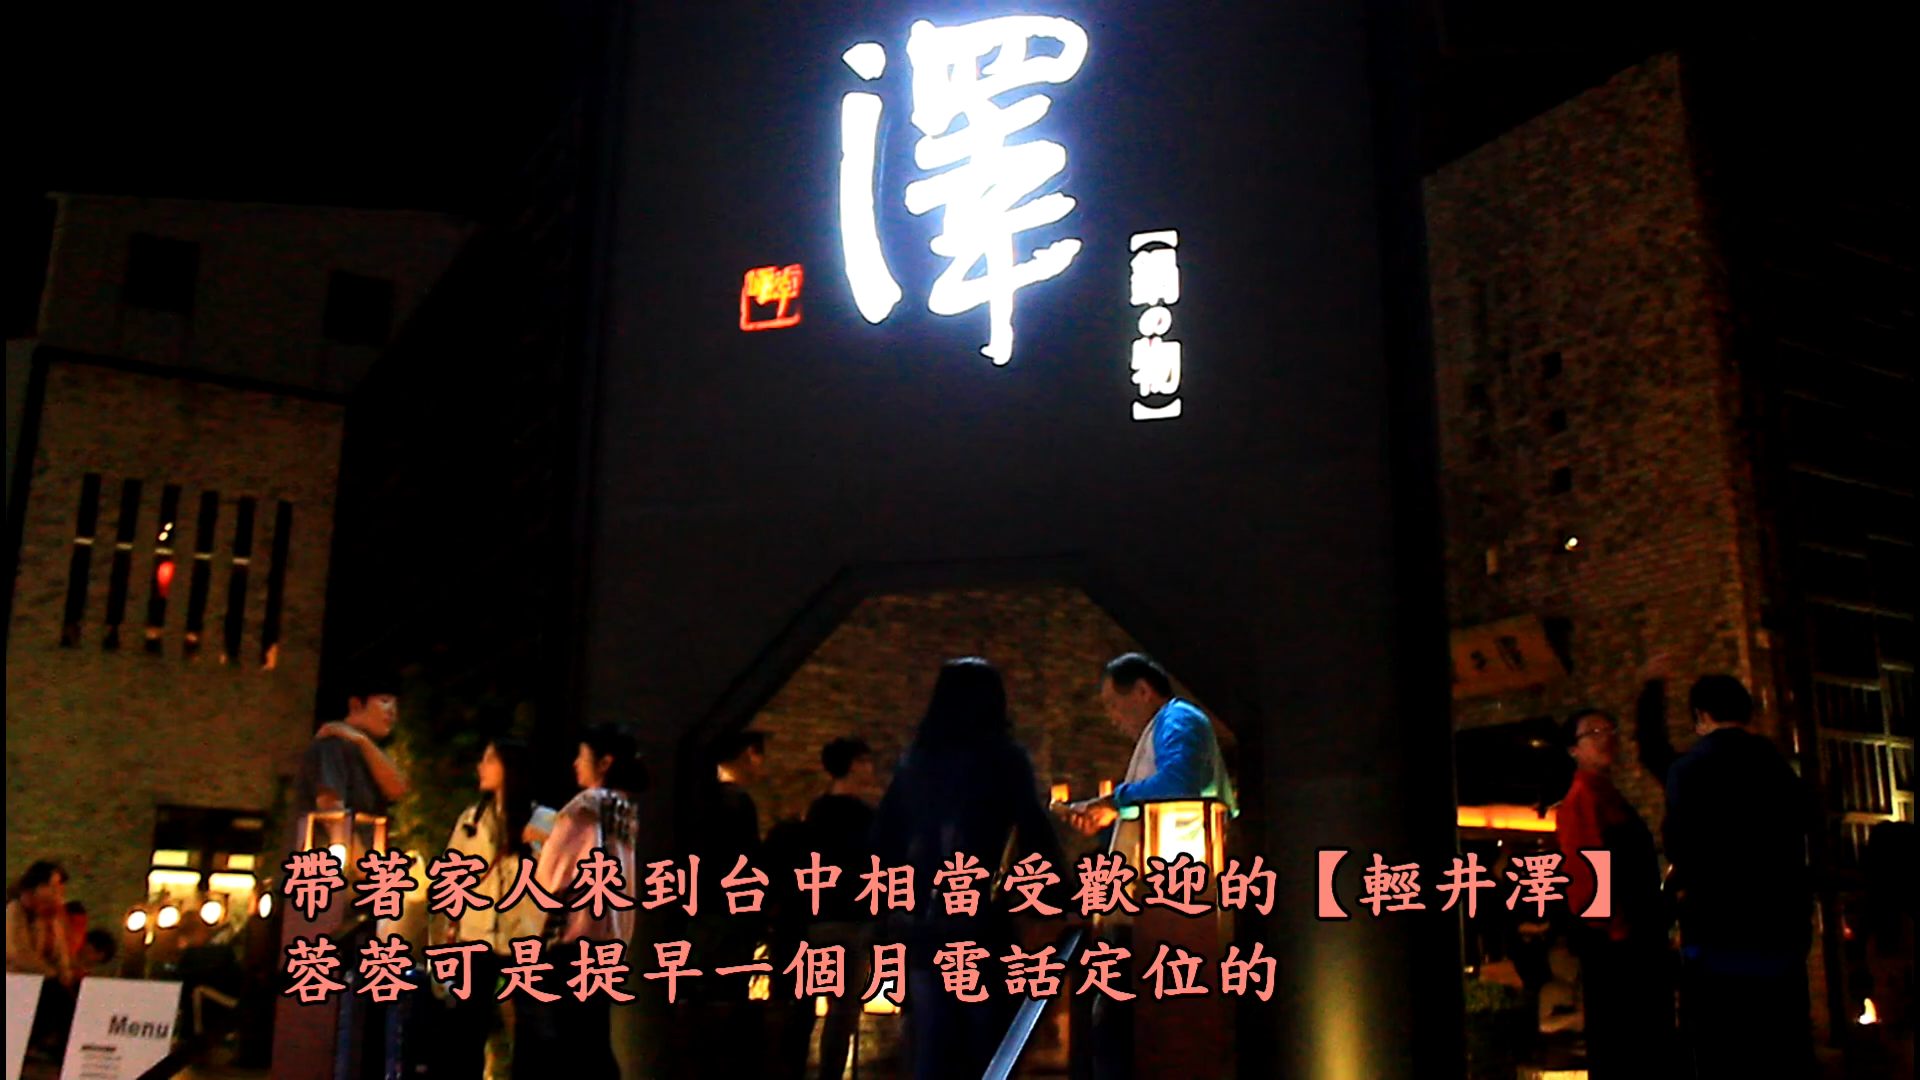 澤
【鍋の物】
帶著家人來到台中相當受歡迎的【輕井澤】
蓉蓉可是提早一個月電話定位的
Menu